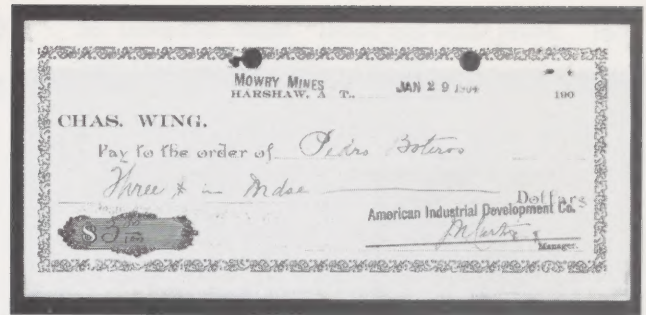 MOWRY MINES
HARSHAW, A. T., JAN 29 1904 190
CHAS. WING.
Pay to the order of Pedro Boteros
Three & in Mdse Dollars
American Industrial Development Co.
$3
Manager.